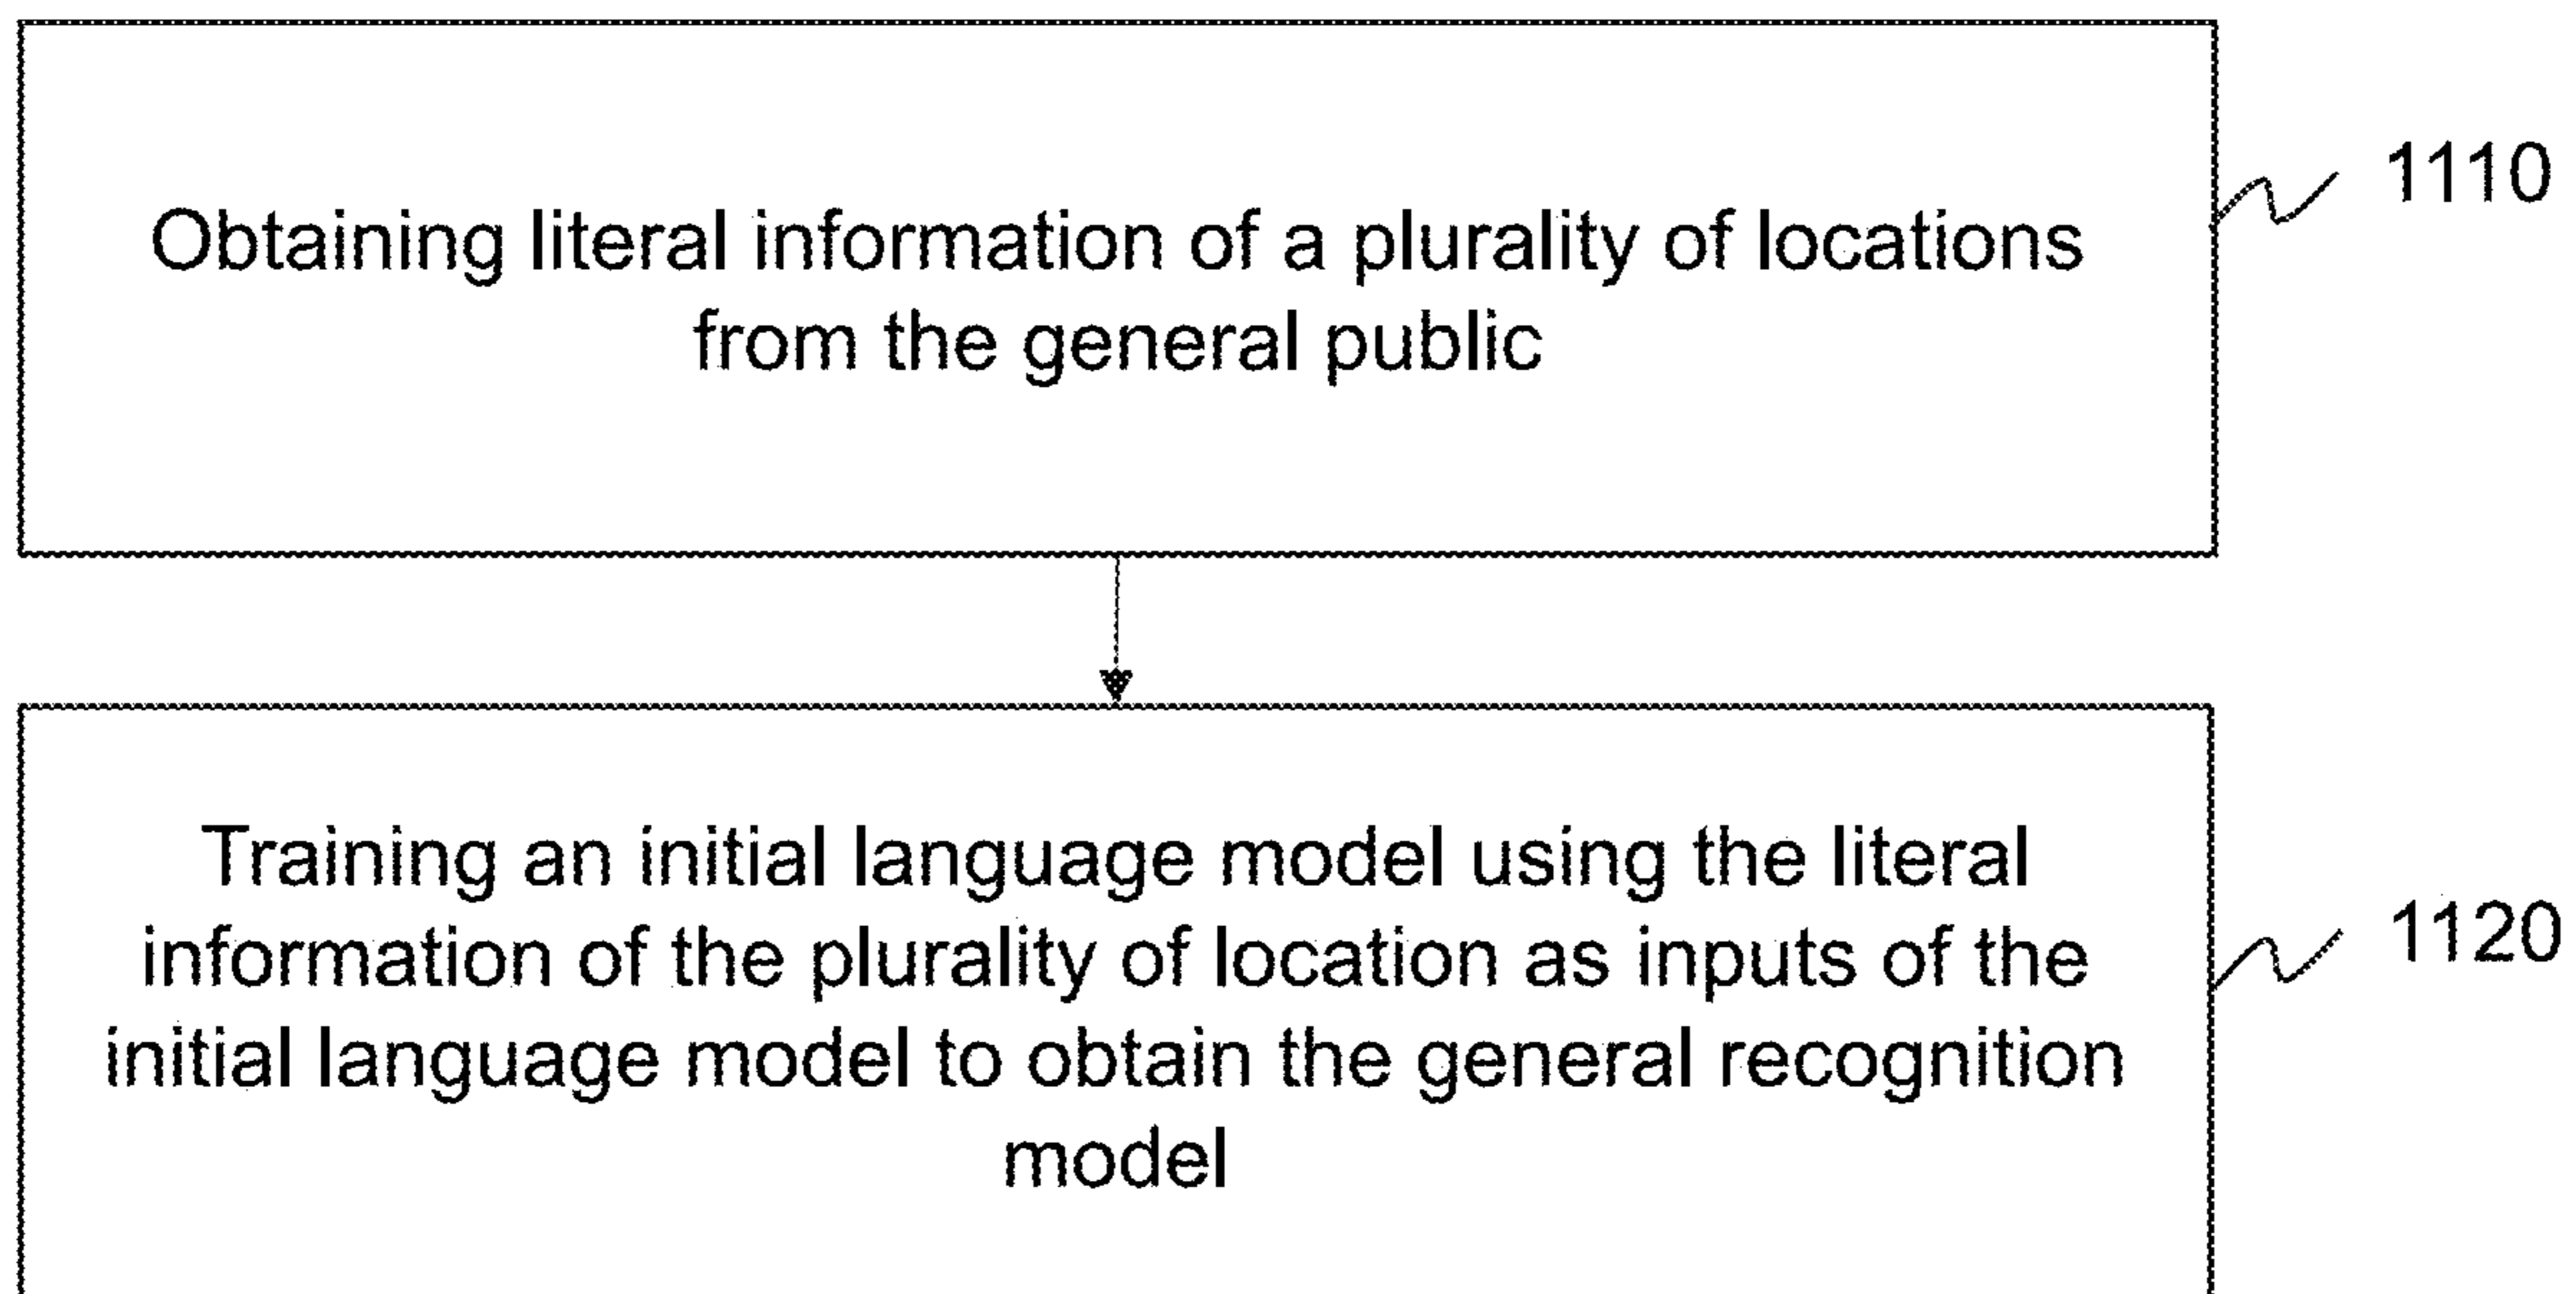 Obtaining literal information of a plurality of locations
from the general public
1110
Training an initial language model using the literal
information of the plurality of location as inputs of the
initial language model to obtain the general recognition
model
1120